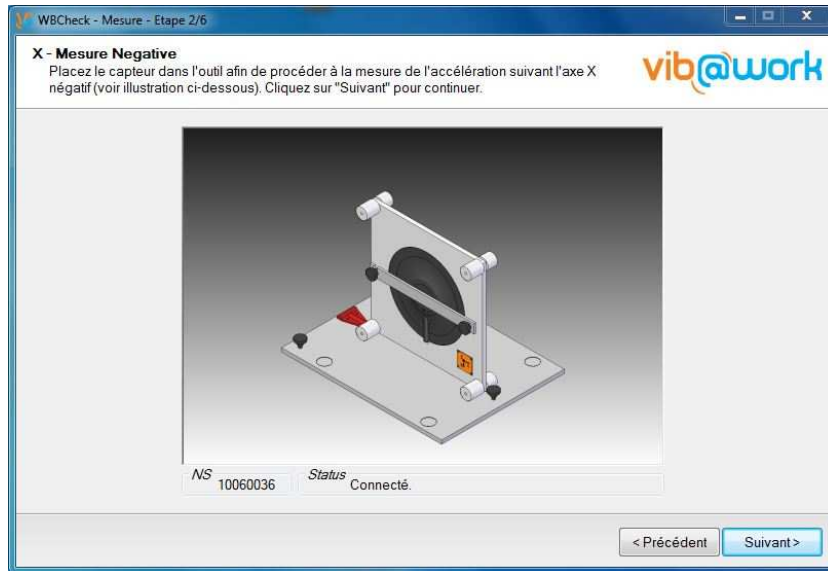 WBCheck - Mesure - Etape 2/6
X - Mesure Negative
Placez le capteur dans l'outil afin de procéder à la mesure de l'accélération suivant l'axe X
négatif (voir illustration ci-dessous). Cliquez sur "Suivant" pour continuer.
vib@work
NS
10060036
Status
Connecté.
< Précédent
Suivant >